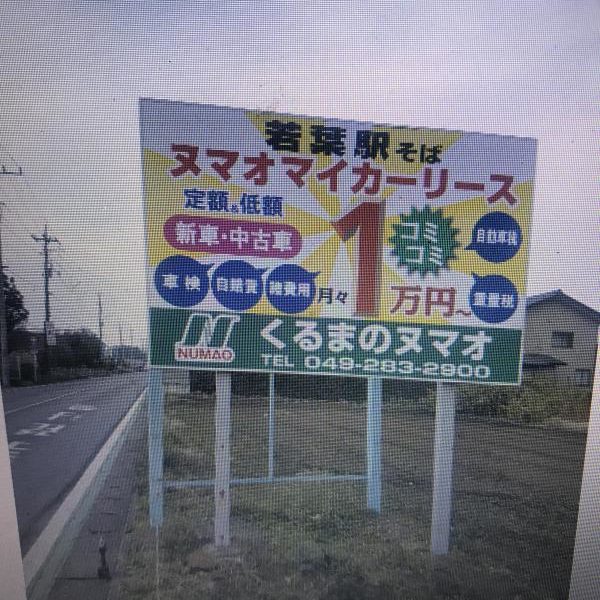 若葉駅そば
ヌマオマイカーリース
定額&低額
新車・中古車
車検
自賠責
諸費用
月々
1
万円~
コミ
コミ
自動車税
重量税
NUMAO
くるまのヌマオ
TEL 049-283-2900